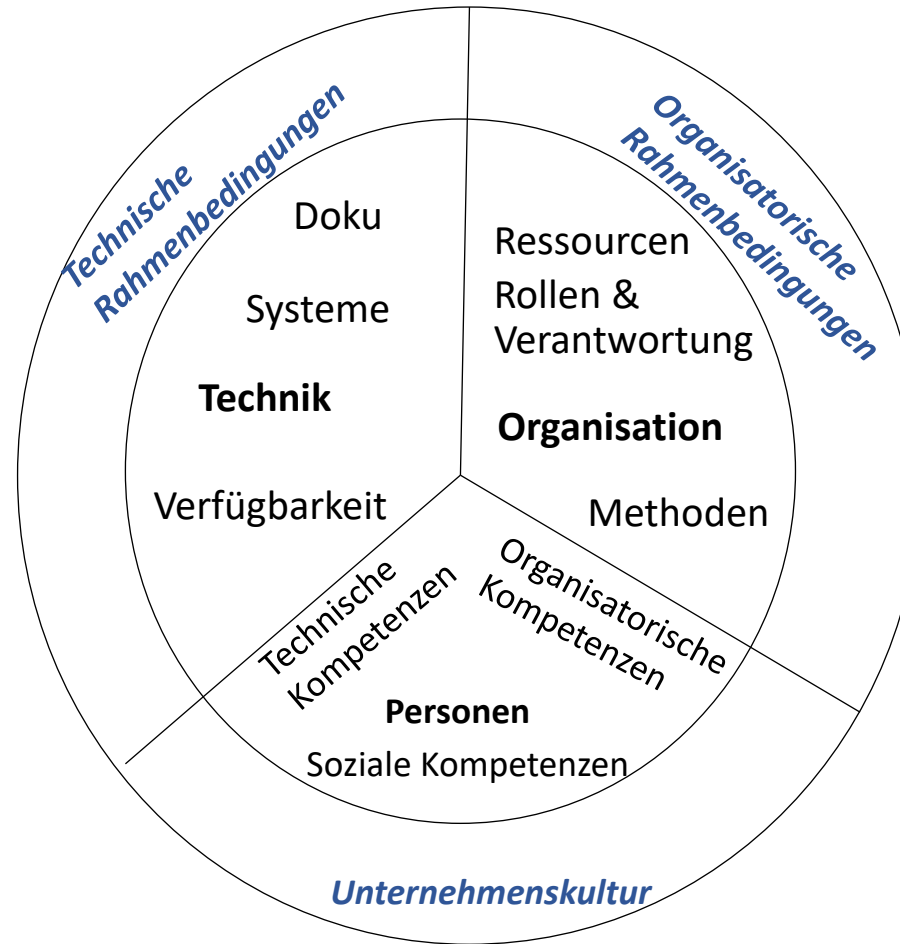 Technische
Rahmenbedingungen
Organisatorische
Rahmenbedingungen
Doku
Systeme
Technik
Verfügbarkeit
Ressourcen
Rollen &
Verantwortung
Organisation
Methoden
Technische
Kompetenzen
Organisatorische
Kompetenzen
Personen
Soziale Kompetenzen
Unternehmenskultur